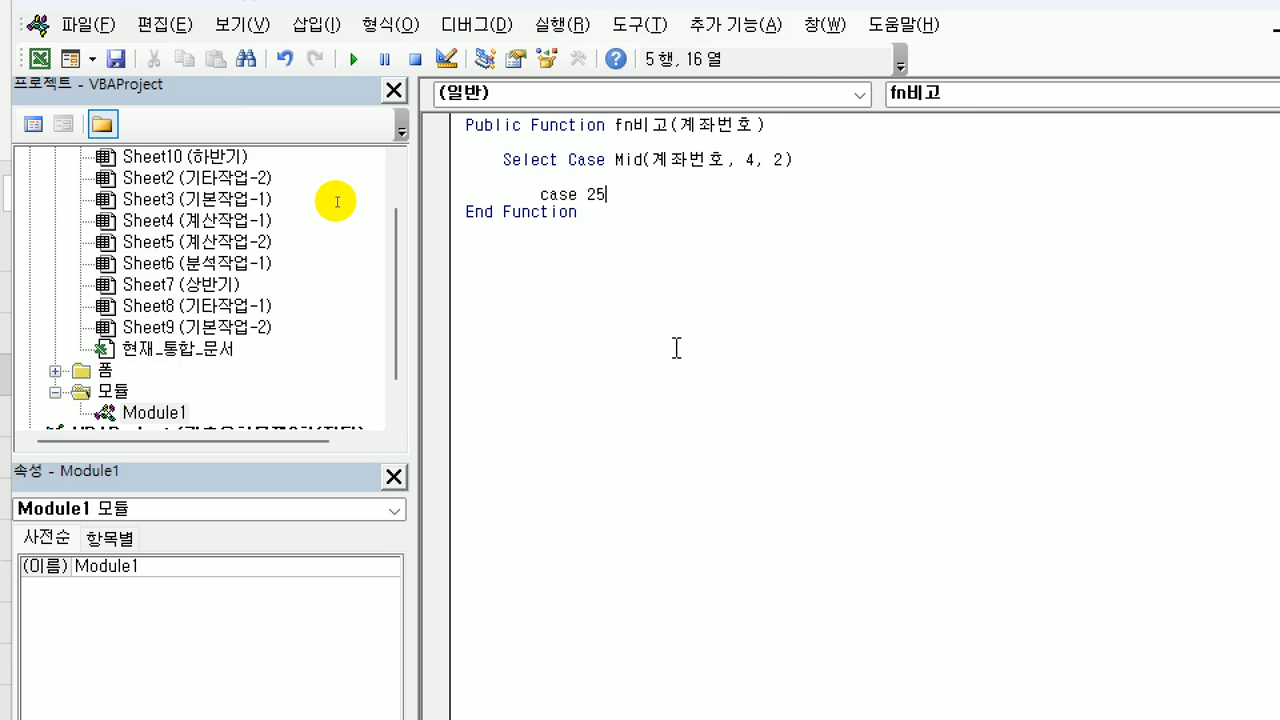 파일(F) 편집(E) 보기(V) 삽입(I) 형식(O) 디버그(D) 실행(R) 도구(T) 추가 기능(A) 창(W) 도움말(H)
5 행, 16 열
프로젝트 - VBAProject
Sheet10 (하반기)
Sheet2 (기타작업-2)
Sheet3 (기본작업-1)
Sheet4 (계산작업-1)
Sheet5 (계산작업-2)
Sheet6 (분석작업-1)
Sheet7 (상반기)
Sheet8 (기타작업-1)
Sheet9 (기본작업-2)
현재_통합_문서
폼
모듈
Module1
속성 - Module1
Module1 모듈
사전순 항목별
(이름) Module1
(일반) fn비고
Public Function fn비고(계좌번호)
Select Case Mid(계좌번호, 4, 2)
case 25
End Function